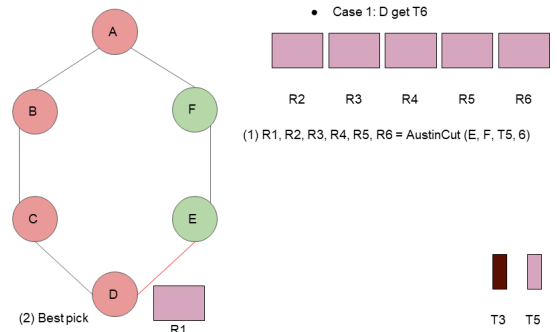 ● Case 1: D get T6
A
B
F
R2 R3 R4 R5 R6
(1) R1, R2, R3, R4, R5, R6 = AustinCut (E, F, T5, 6)
C
E
D
(2) Best pick
R1
T3 T5